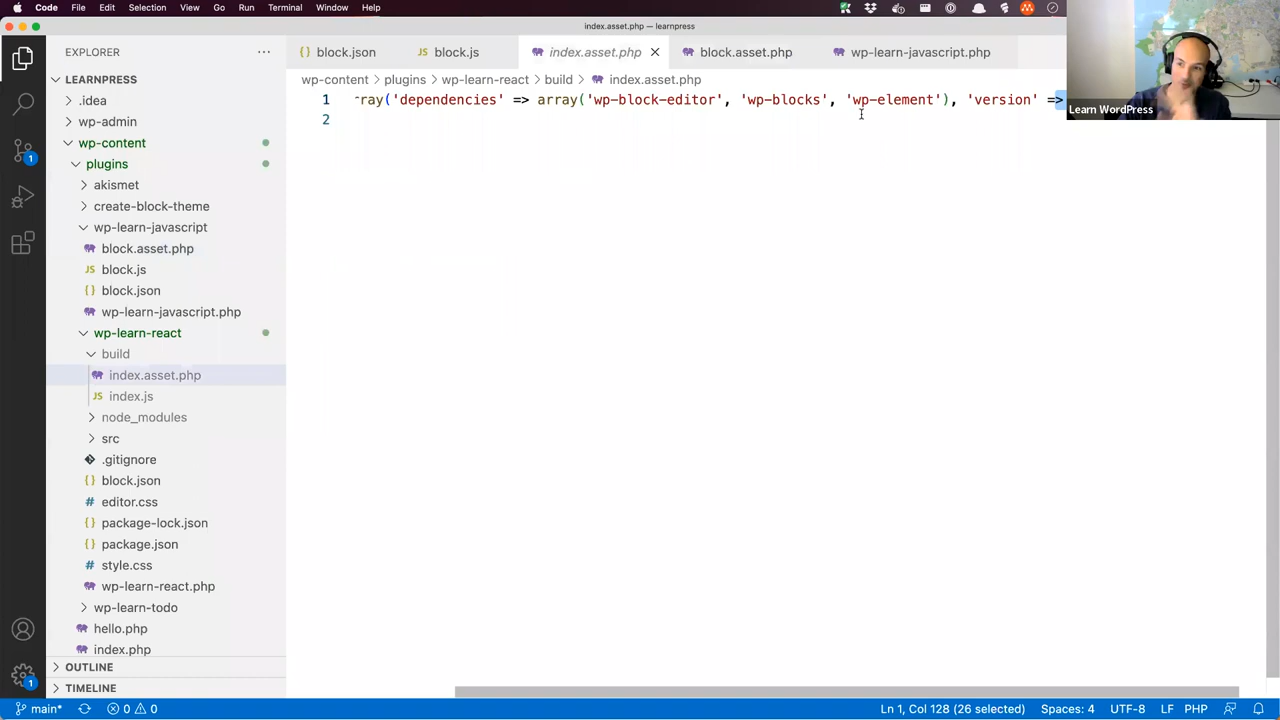 Code File Edit Selection View Go Run Terminal Window Help
index.asset.php — learnpress
EXPLORER
block.json
block.js
index.asset.php
block.asset.php
wp-learn-javascript.php
wp-content > plugins > wp-learn-react > build > index.asset.php
LEARNPRESS
.idea
wp-admin
wp-content
plugins
akismet
create-block-theme
wp-learn-javascript
block.asset.php
block.js
block.json
wp-learn-javascript.php
wp-learn-react
build
index.asset.php
index.js
node_modules
src
.gitignore
block.json
editor.css
package-lock.json
package.json
style.css
wp-learn-react.php
wp-learn-todo
hello.php
index.php
OUTLINE
TIMELINE
1 rray('dependencies' => array('wp-block-editor', 'wp-blocks', 'wp-element'), 'version' =>
2
Learn WordPress
1
1
main* 0 0 Ln 1, Col 128 (26 selected) Spaces: 4 UTF-8 LF PHP